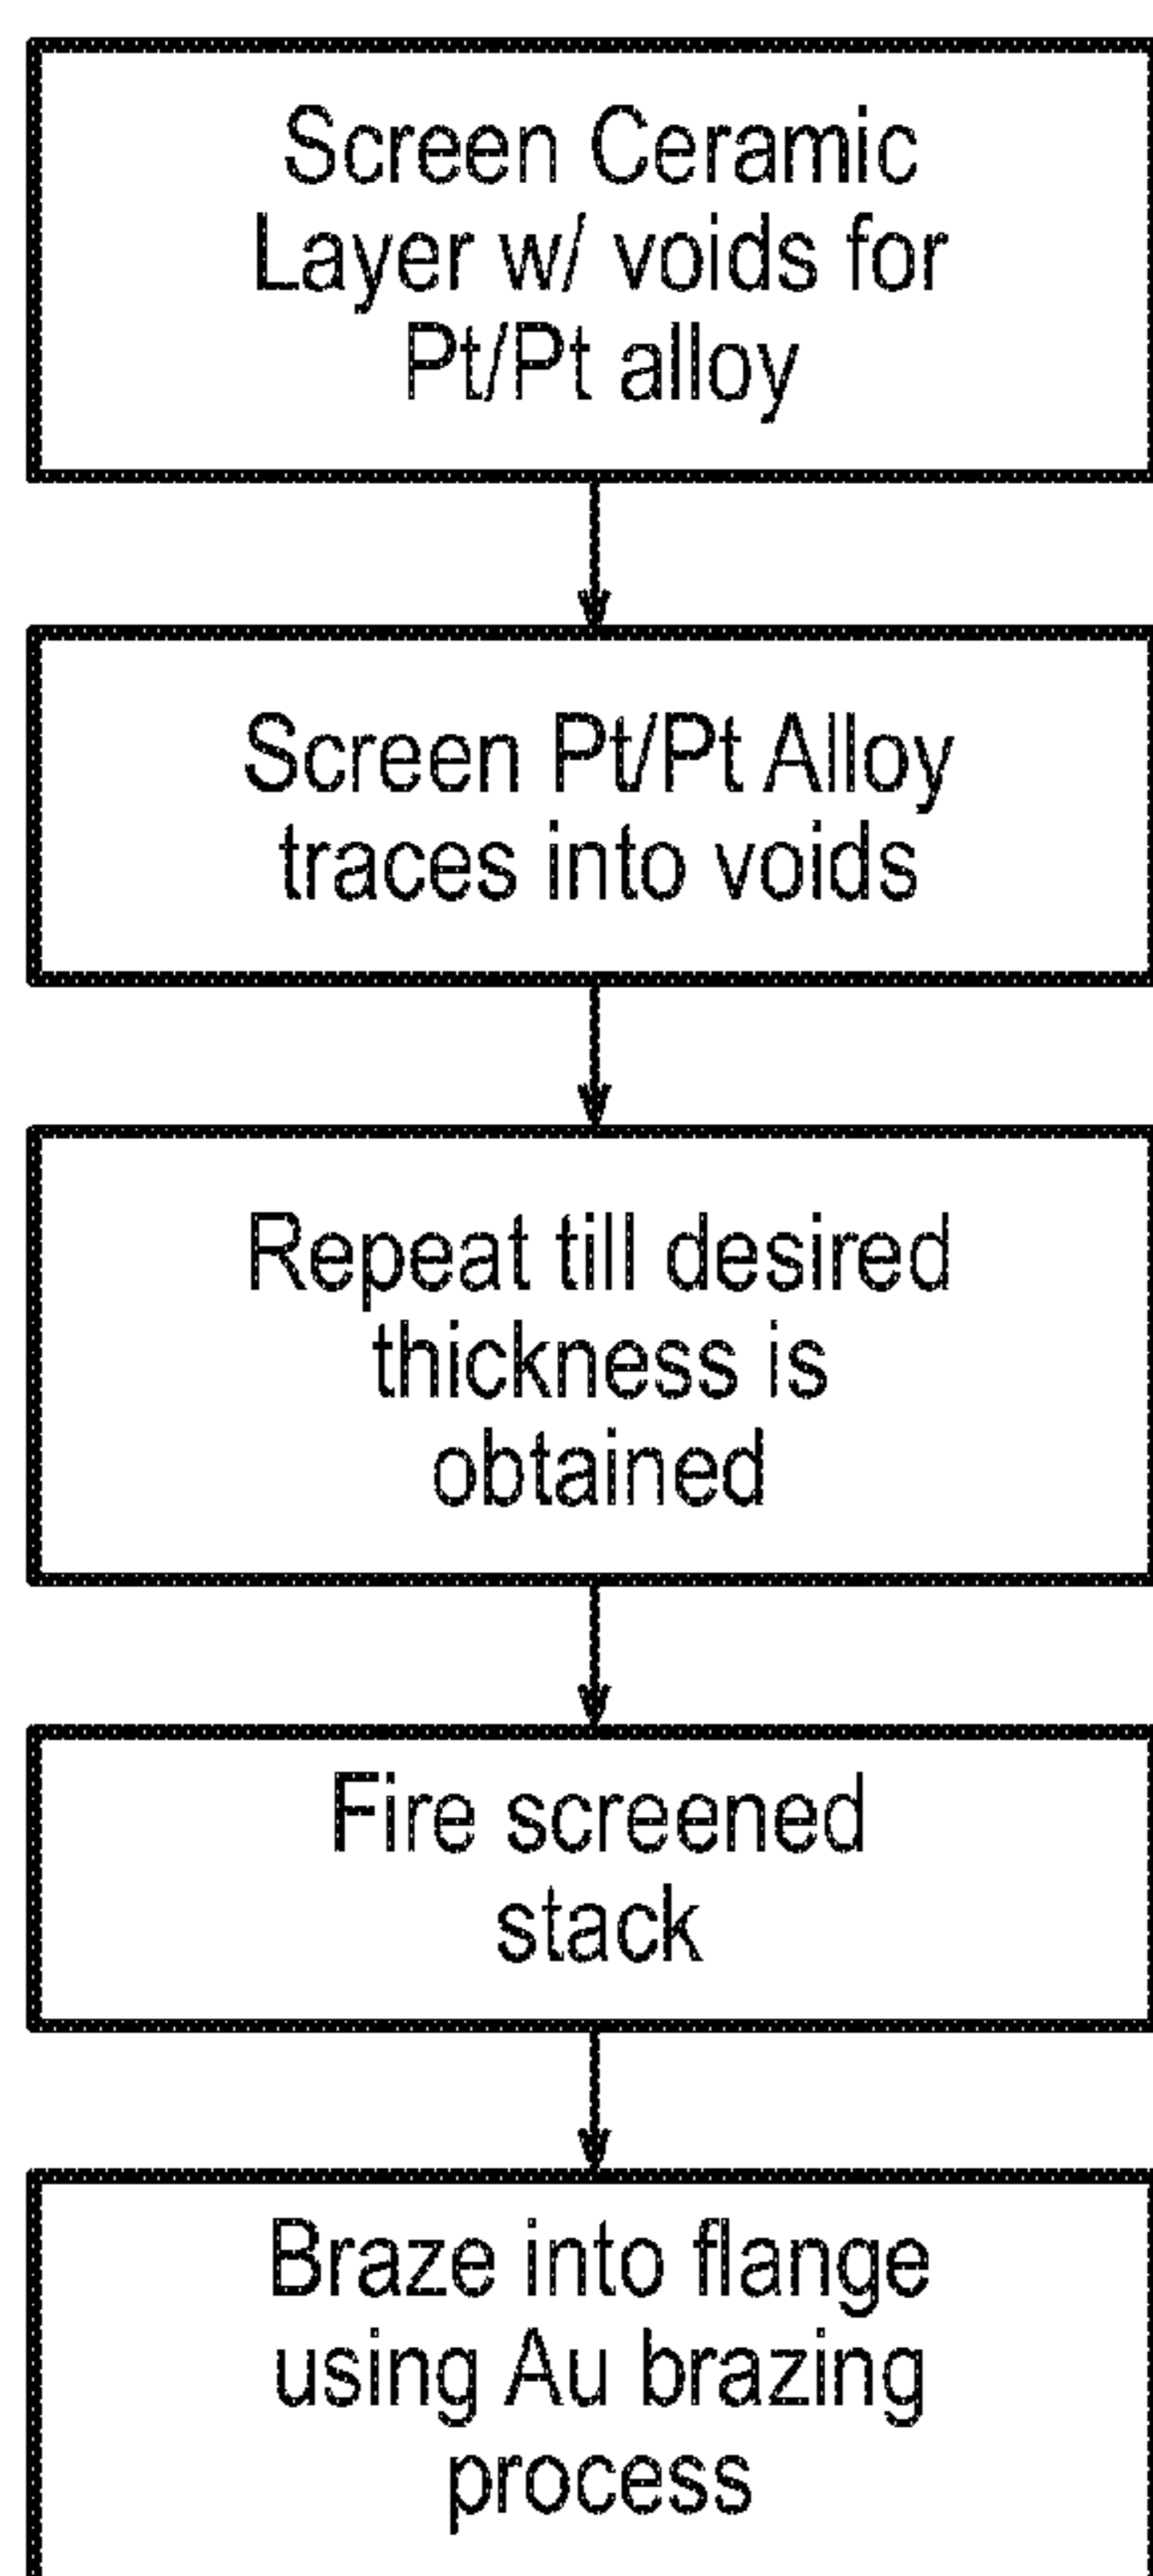 Screen Ceramic
Layer w/ voids for
Pt/Pt alloy
Screen Pt/Pt Alloy
traces into voids
Repeat till desired
thickness is
obtained
Fire screened
stack
Braze into flange
using Au brazing
process